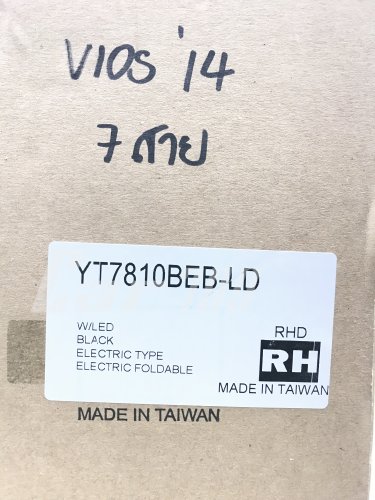 VIOS '14
7 สาย
YT7810BEB-LD
W/LED
BLACK
ELECTRIC TYPE
ELECTRIC FOLDABLE
RHD
RH
MADE IN TAIWAN
MADE IN TAIWAN